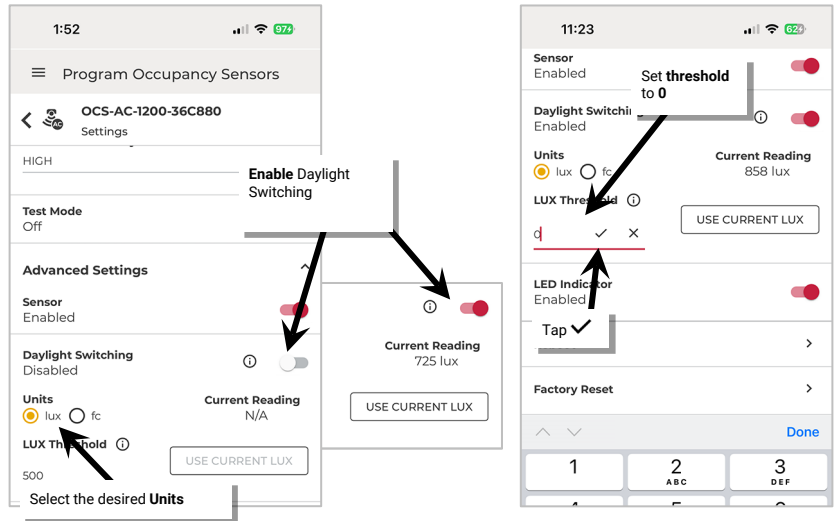 1:52
97
Program Occupancy Sensors
OCS-AC-1200-36C880
AC
Settings
HIGH
Test Mode
Off
Advanced Settings
Sensor
Enabled
Daylight Switching
Disabled
Units
lux
fc
Current Reading
N/A
LUX Threshold
500
USE CURRENT LUX
Select the desired Units
Enable Daylight
Switching
Current Reading
725 lux
USE CURRENT LUX
11:23
62
Sensor
Enabled
Set threshold
to 0
Daylight Switchin
Enabled
Units
lux
fc
Current Reading
858 lux
LUX Threshold
0
USE CURRENT LUX
LED Indicator
Enabled
Tap
Factory Reset
Done
1
2
ABC
3
DEF